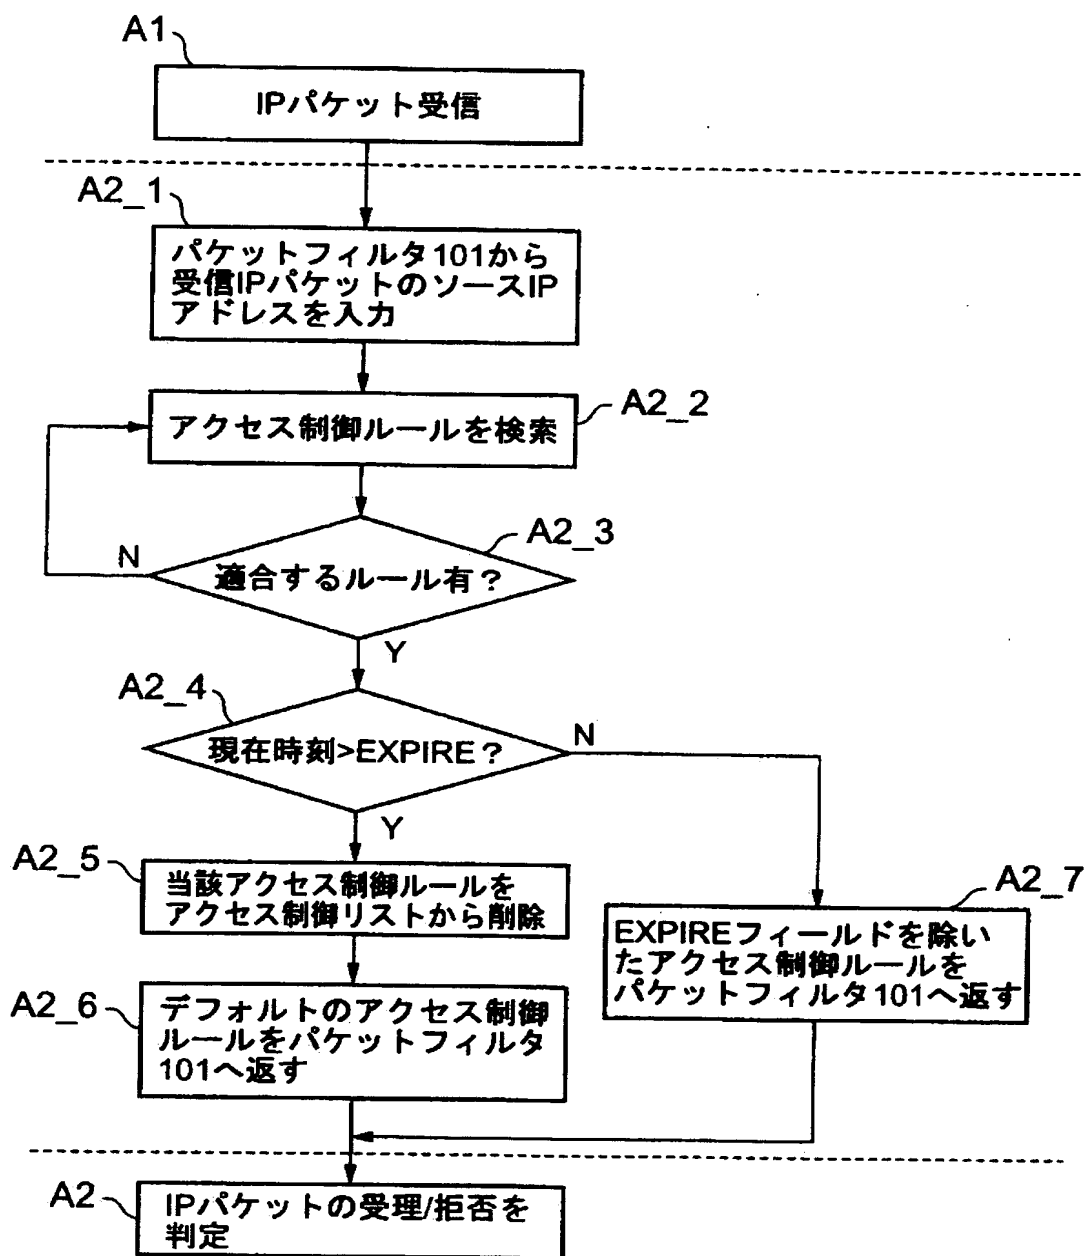 A1
IPパケット受信
A2_1
パケットフィルタ101から
受信IPパケットのソースIP
アドレスを入力
A2_2
アクセス制御ルールを検索
A2_3
N
適合するルール有?
Y
A2_4
現在時刻>EXPIRE?
N
Y
A2_5
当該アクセス制御ルールを
アクセス制御リストから削除
A2_7
EXPIREフィールドを除い
たアクセス制御ルールを
パケットフィルタ101へ返す
A2_6
デフォルトのアクセス制御
ルールをパケットフィルタ
101へ返す
A2
IPパケットの受理/拒否を
判定